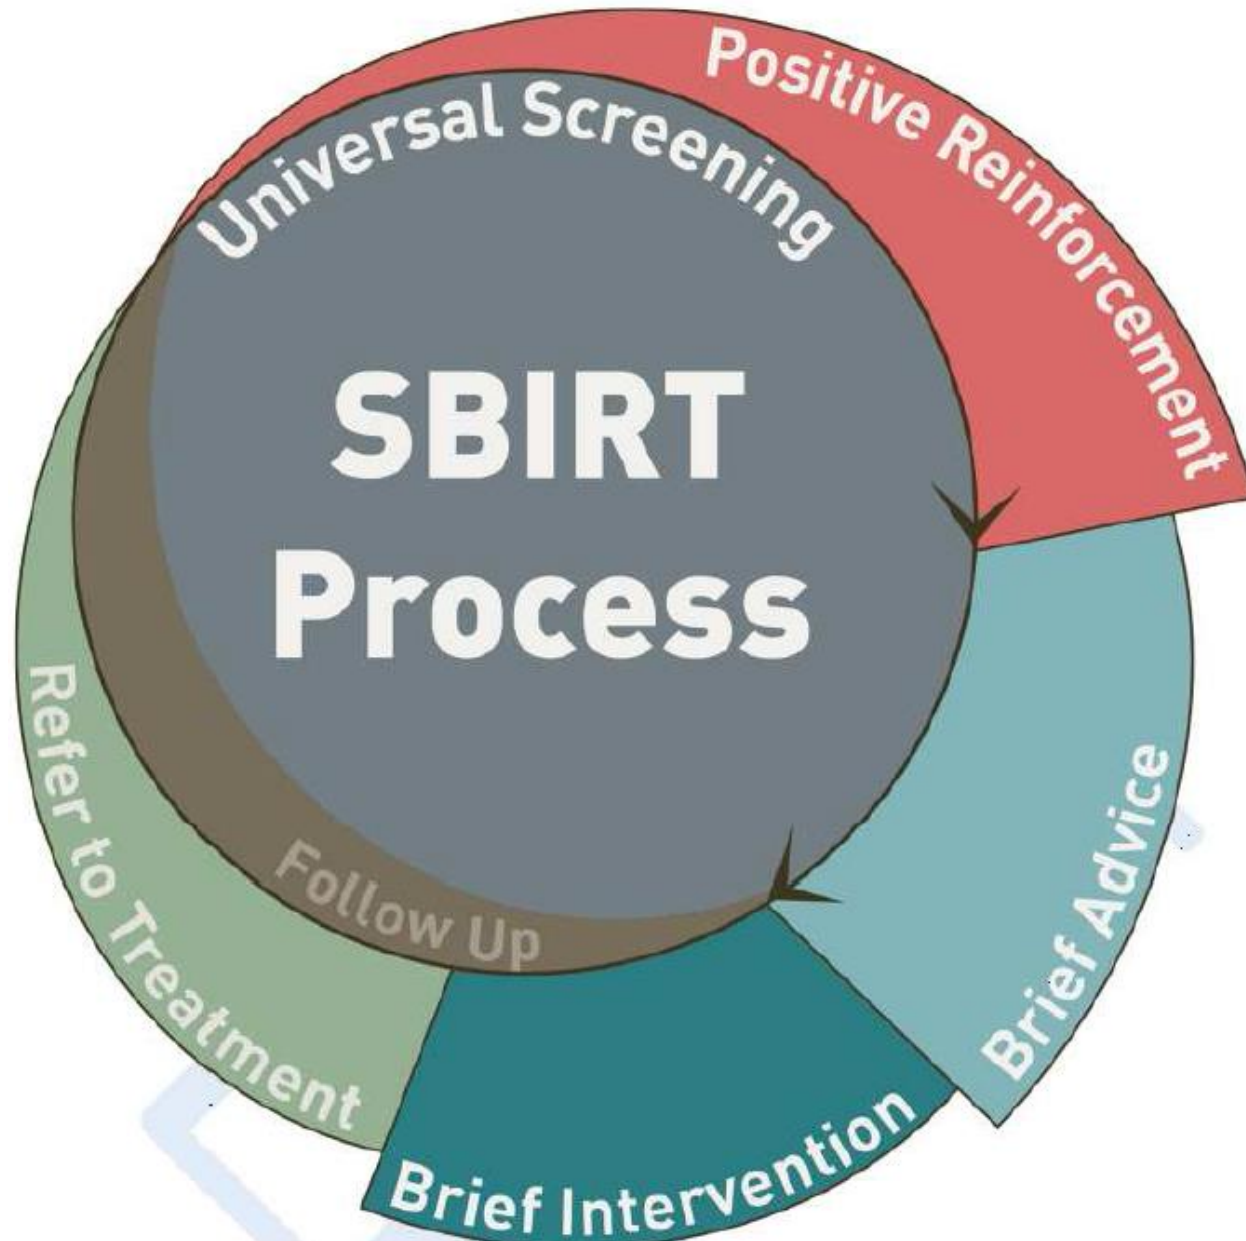 Positive Reinforcement
Universal Screening
SBIRT
Process
Brief Advice
Brief Intervention
Refer to Treatment
Follow Up